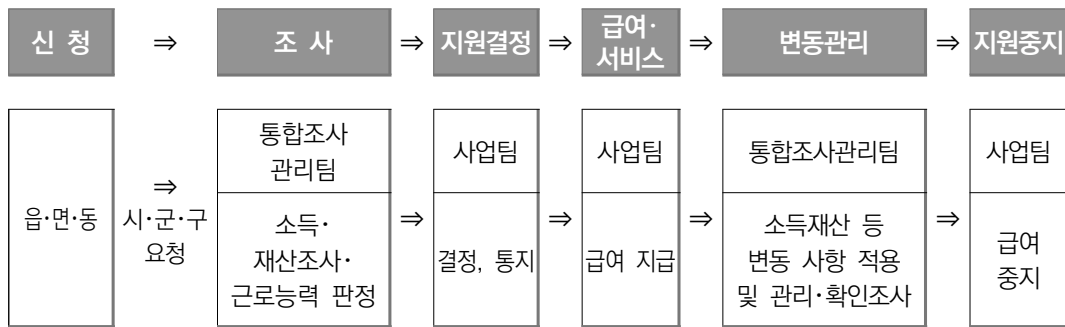 신 청 ⇒ 조 사 ⇒ 지원결정 ⇒ 급여· 서비스 ⇒ 변동관리 ⇒ 지원중지
읍·면·동
⇒
시·군·구
요청
통합조사
관리팀
소득·
재산조사·
근로능력 판정
⇒
사업팀
결정, 통지
⇒
사업팀
급여 지급
⇒
통합조사관리팀
소득재산 등
변동 사항 적용
및 관리·확인조사
⇒
사업팀
급여
중지